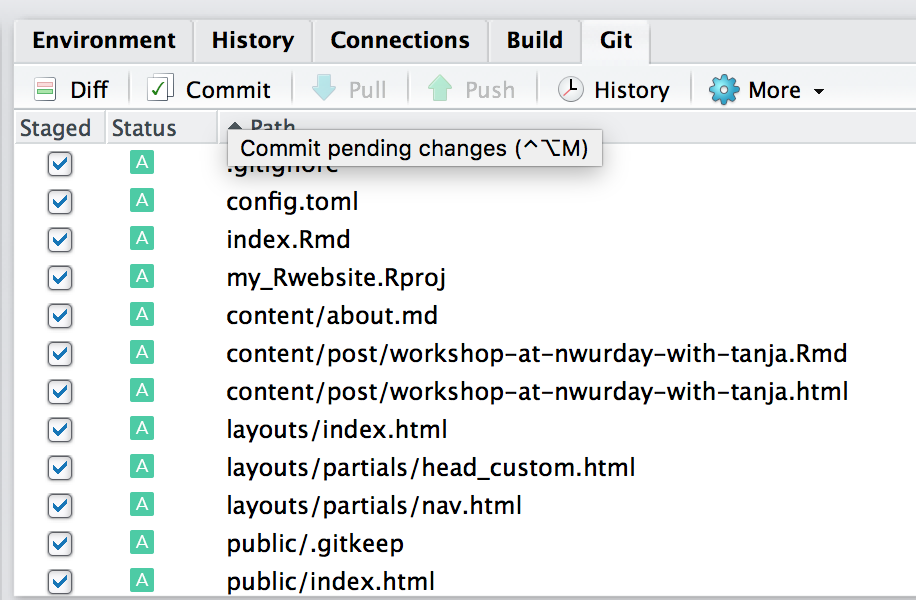 Environment History Connections Build Git
Diff Commit Pull Push History More
Staged Status Path
Commit pending changes (^⌥M)
A .gitignore
A config.toml
A index.Rmd
A my_Rwebsite.Rproj
A content/about.md
A content/post/workshop-at-nwurday-with-tanja.Rmd
A content/post/workshop-at-nwurday-with-tanja.html
A layouts/index.html
A layouts/partials/head_custom.html
A layouts/partials/nav.html
A public/.gitkeep
A public/index.html